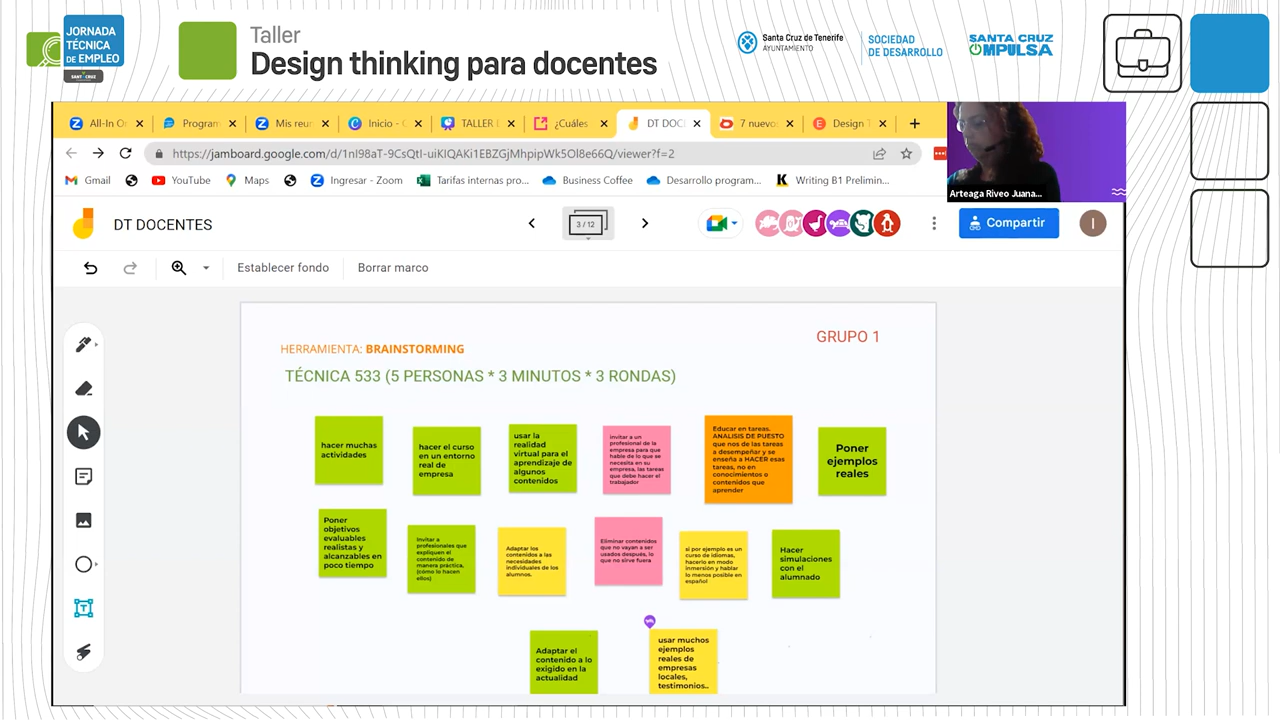 JORNADA
TÉCNICA
DE EMPLEO
Taller
Design thinking para docentes
Santa Cruz de Tenerife
AYUNTAMIENTO
SOCIEDAD
DE DESARROLLO
SANTA CRUZ
IMPULSA
All-In O
Program
Mis reu
Inicio - C
TALLER
¿Cuáles
DT DOC
7 nuevo
Design T
https://jamboard.google.com/d/1nI98aT-9CsQtI-uiKIQAKi1EBZGjMhpipWk5Ol8e66Q/viewer?f=2
Gmail
YouTube
Maps
Ingresar - Zoom
Tarifas internas pro...
Business Coffee
Desarrollo program...
Writing B1 Prelimin...
Arteaga Riveo Juana...
DT DOCENTES
3 / 12
Compartir
I
Establecer fondo
Borrar marco
GRUPO 1
HERRAMIENTA: BRAINSTORMING
TÉCNICA 533 (5 PERSONAS * 3 MINUTOS * 3 RONDAS)
hacer muchas
actividades
hacer el curso
en un entorno
real de
empresa
usar la
realidad
virtual para el
aprendizaje de
algunos
contenidos
invitar a un
profesional de la
empresa para que
hable de lo que se
necesita en su
empresa, las tareas
que debe hacer el
trabajador
Educar en tareas.
ANALISIS DE PUESTO
que nos de las tareas
a desempeñar y se
enseña a HACER esas
tareas, no en
conocimientos o
contenidos que
aprender
Poner
ejemplos
reales
Poner
objetivos
evaluables
realistas y
alcanzables en
poco tiempo
Invitar a
profesionales que
expliquen el
contenido de
manera práctica,
(cómo lo hacen
ellos)
Adaptar los
contenidos a las
necesidades
individuales de los
alumnos.
Eliminar contenidos
que no vayan a ser
usados después, lo
que no sirve fuera
si por ejemplo es un
curso de idiomas,
hacerlo en modo
inmersión y hablar
lo menos posible en
español
Hacer
simulaciones
con el
alumnado
Adaptar el
contenido a lo
exigido en la
actualidad
usar muchos
ejemplos
reales de
empresas
locales,
testimonios..